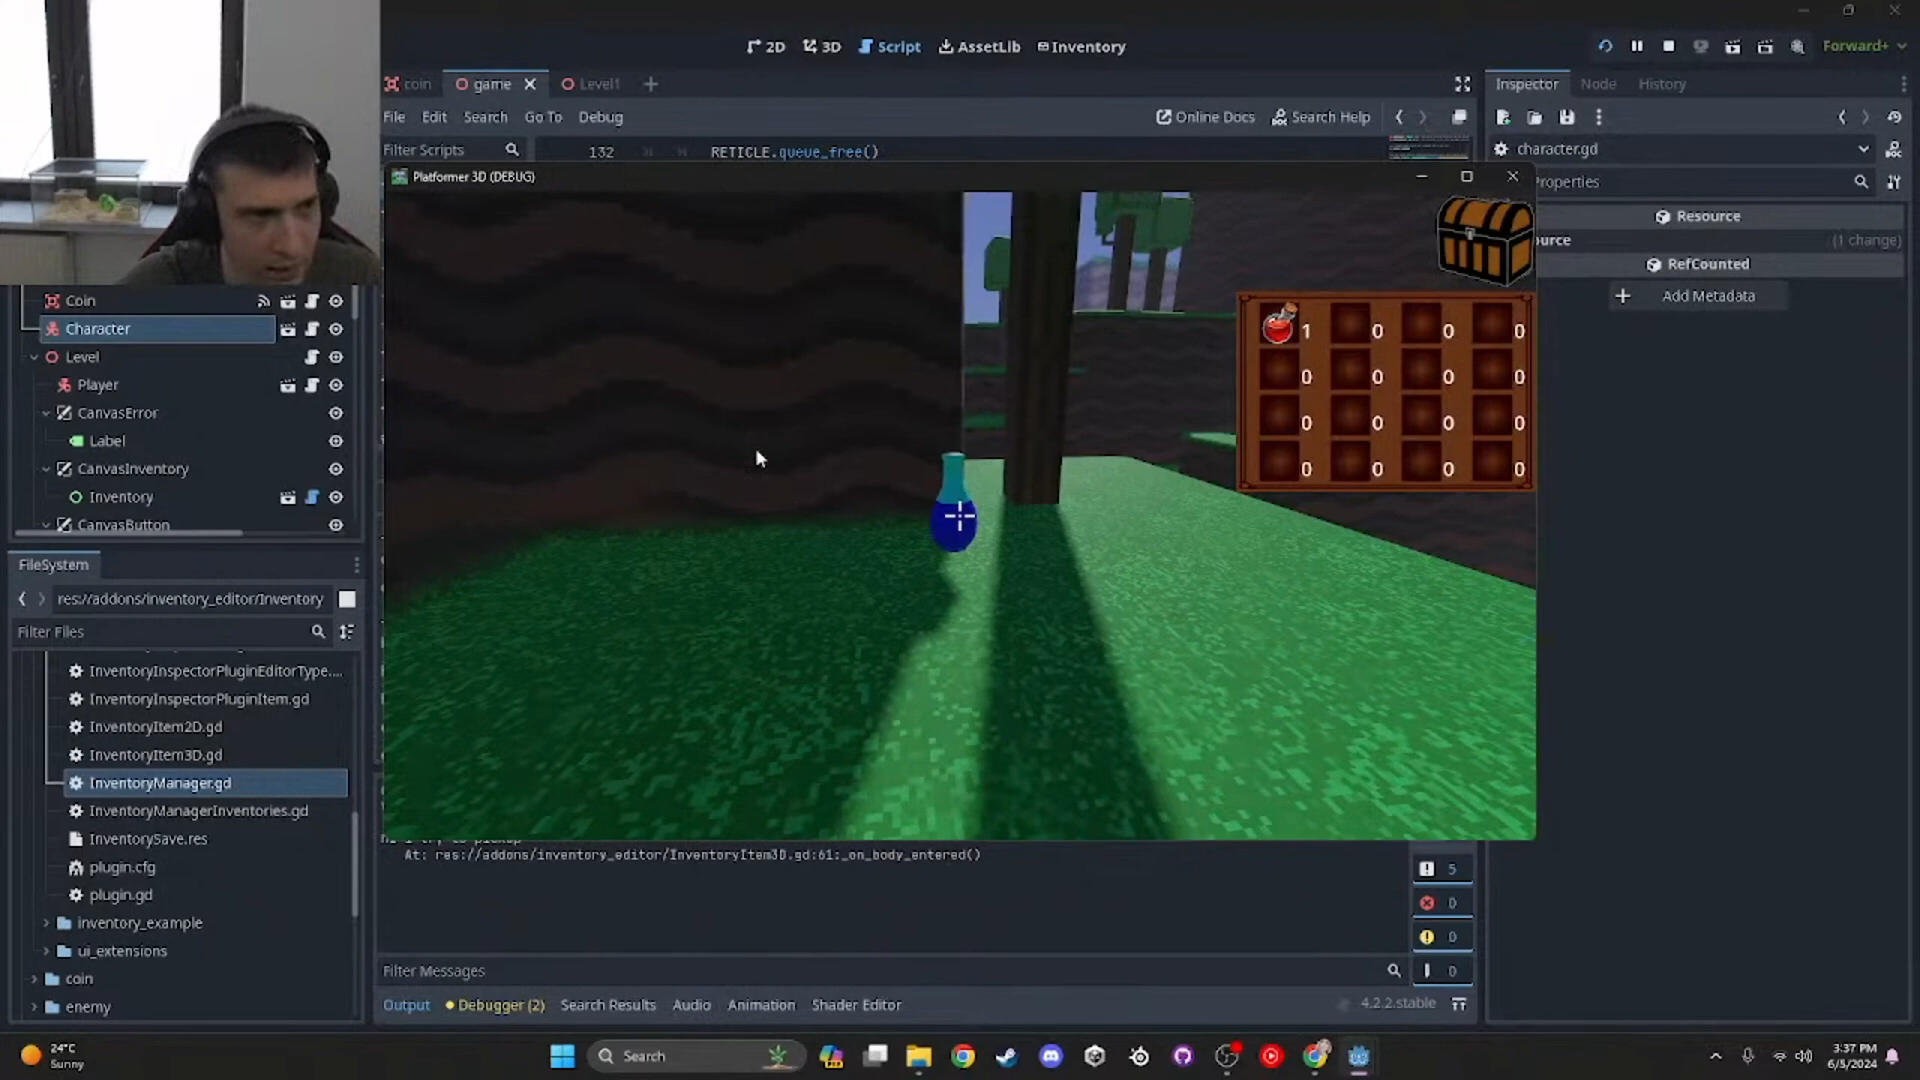 2D 3D Script AssetLib Inventory Forward+
coin game Level1 Inspector Node History
File Edit Search Go To Debug Online Docs Search Help
Filter Scripts 132 RETICLE.queue_free() character.gd
Platformer 3D (DEBUG)
Properties
Resource
ource (1 change)
RefCounted
Add Metadata
Coin
Character
Level
Player
CanvasError
Label
CanvasInventory
Inventory
CanvasButton
1 0 0 0
0 0 0 0
0 0 0 0
0 0 0 0
FileSystem
res://addons/inventory_editor/Inventory
Filter Files
InventoryInspectorPluginEditorType....
InventoryInspectorPluginItem.gd
InventoryItem2D.gd
InventoryItem3D.gd
InventoryManager.gd
InventoryManagerInventories.gd
InventorySave.res
plugin.cfg
plugin.gd
inventory_example
ui_extensions
coin
enemy
At: res://addons/inventory_editor/InventoryItem3D.gd:61:_on_body_entered()
5
0
0
0
Filter Messages
Output Debugger (2) Search Results Audio Animation Shader Editor 4.2.2.stable
24°C
Sunny
Search
3:37 PM
6/5/2024